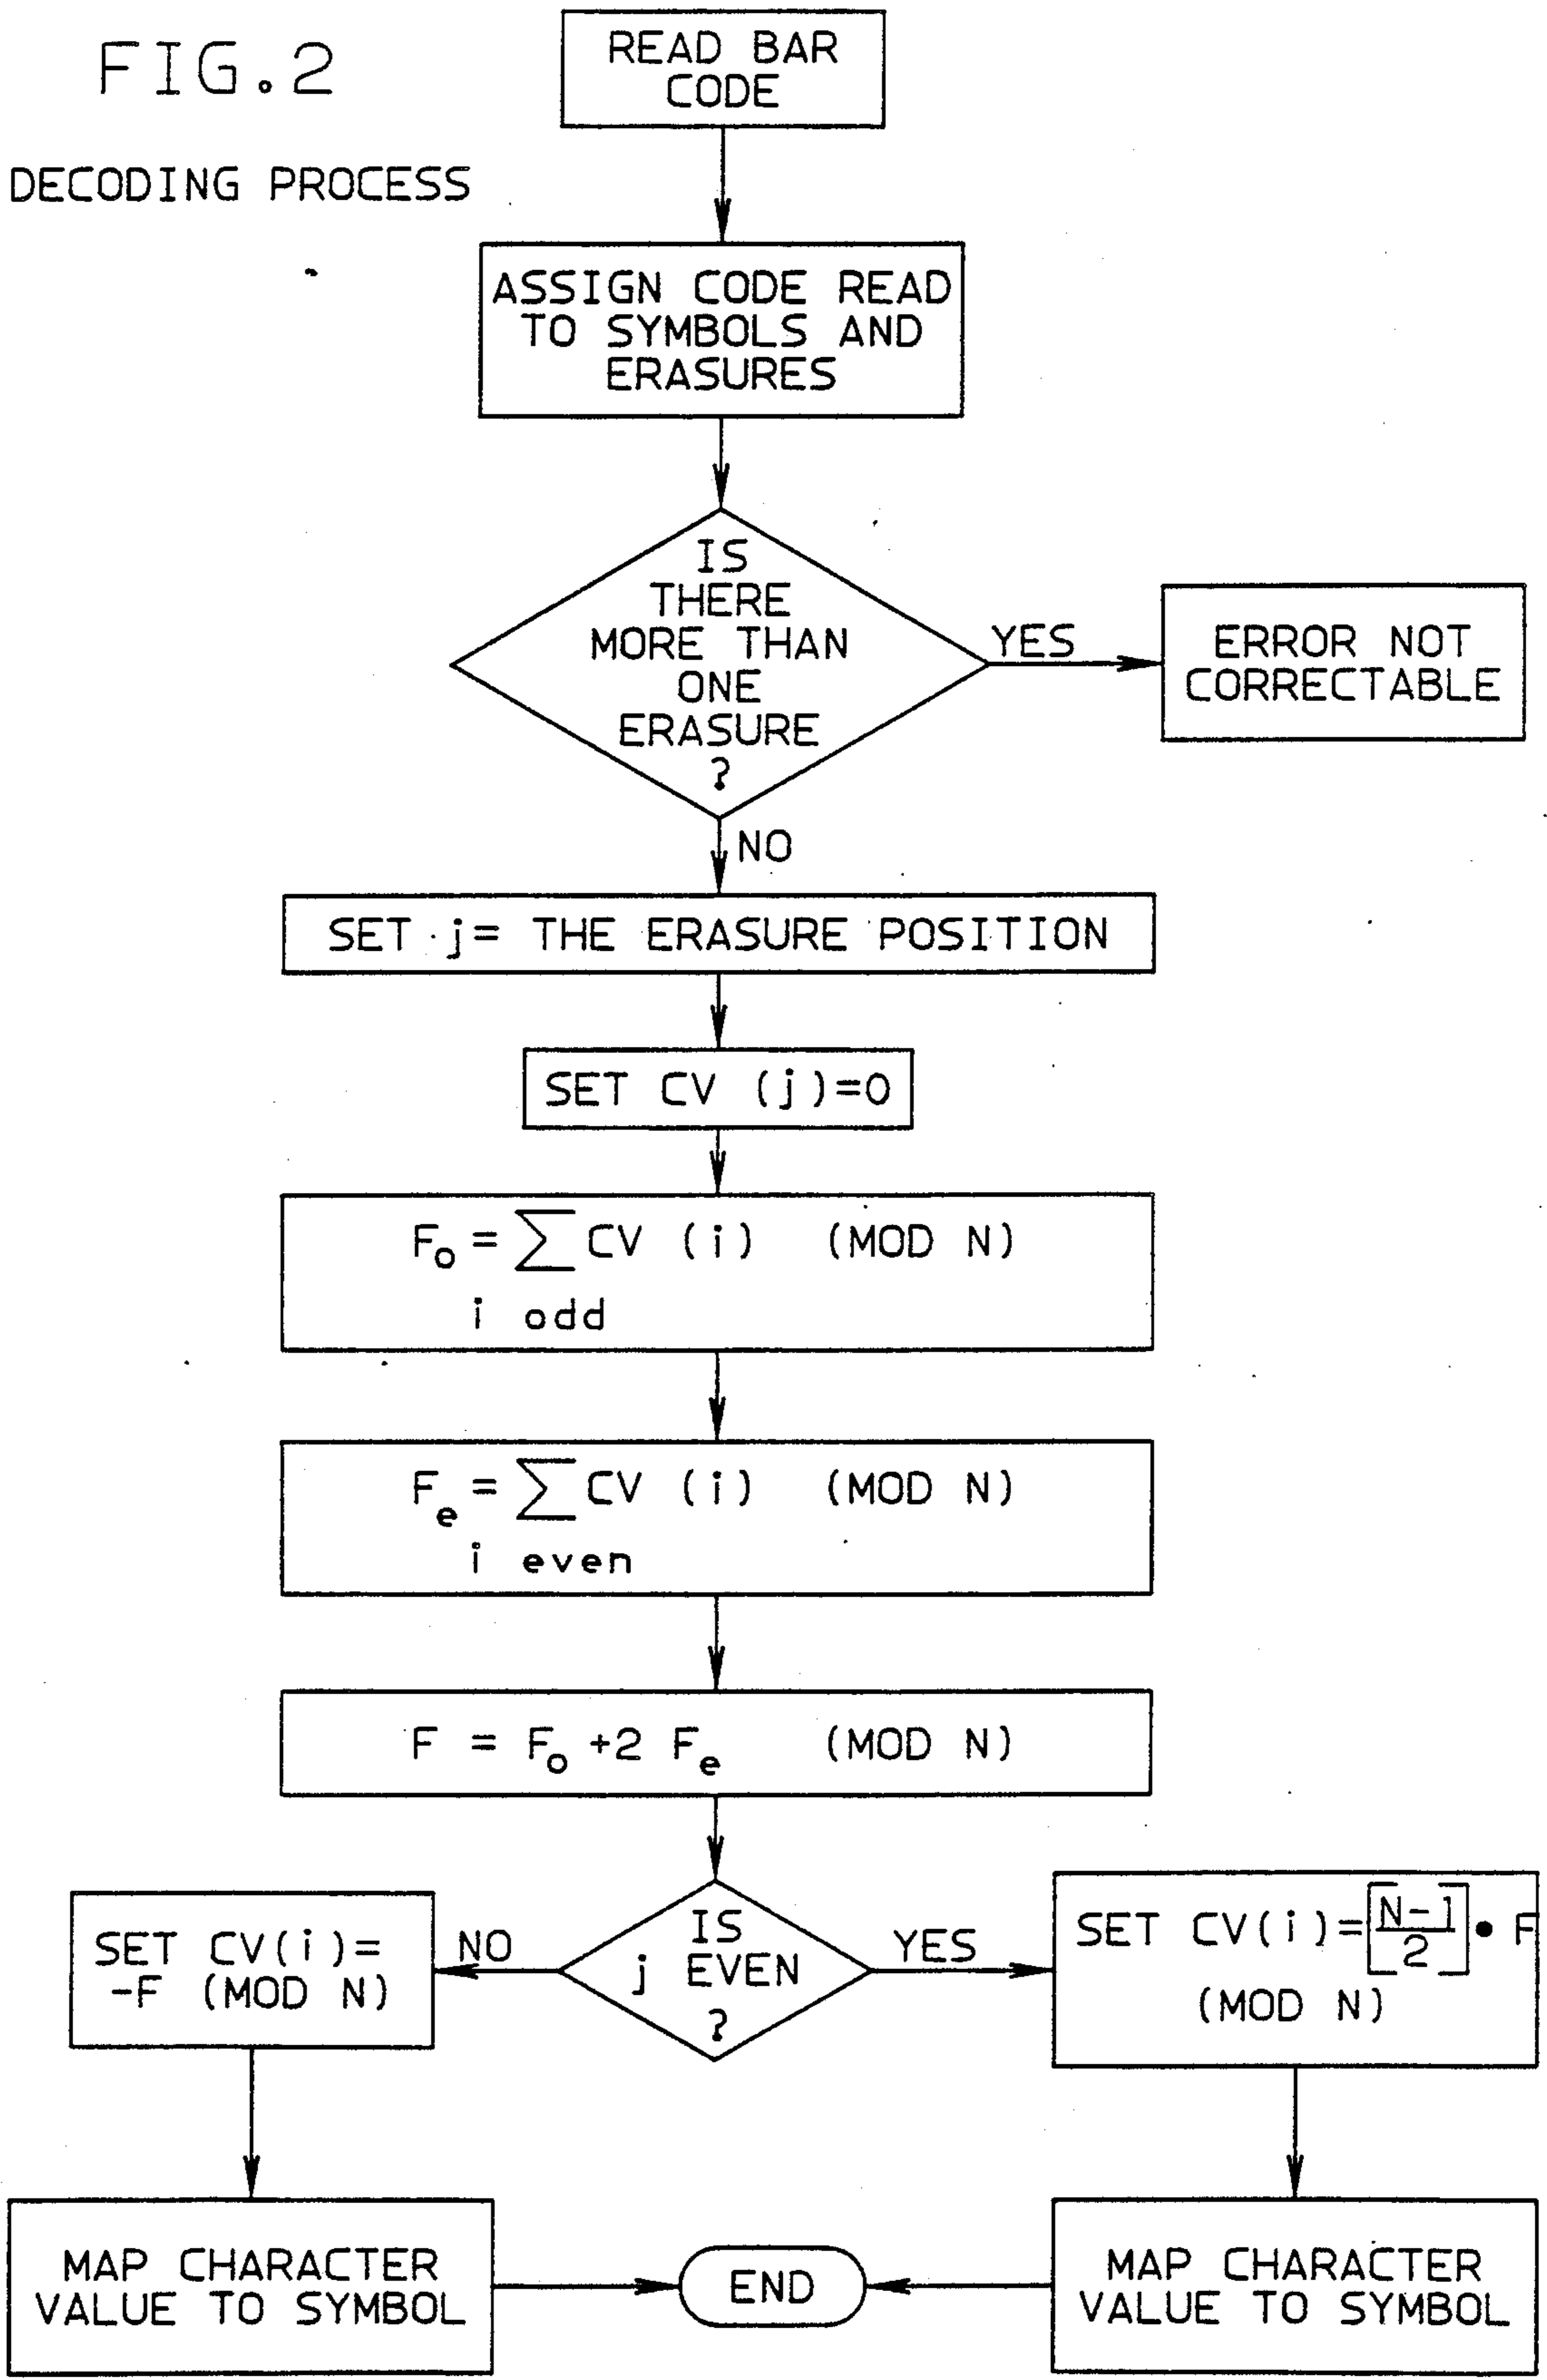 FIG.2
DECODING PROCESS
READ BAR
CODE
ASSIGN CODE READ
TO SYMBOLS AND
ERASURES
IS
THERE
MORE THAN
ONE
ERASURE
?
YES
ERROR NOT
CORRECTABLE
NO
SET j= THE ERASURE POSITION
SET CV (j)=0
Fo = ∑ CV (i) (MOD N)
i odd
Fe = ∑ CV (i) (MOD N)
i even
F = Fo +2 Fe (MOD N)
IS
j EVEN
?
NO
SET CV(i)=
-F (MOD N)
YES
SET CV(i)=[N-1/2]• F
(MOD N)
MAP CHARACTER
VALUE TO SYMBOL
END
MAP CHARACTER
VALUE TO SYMBOL